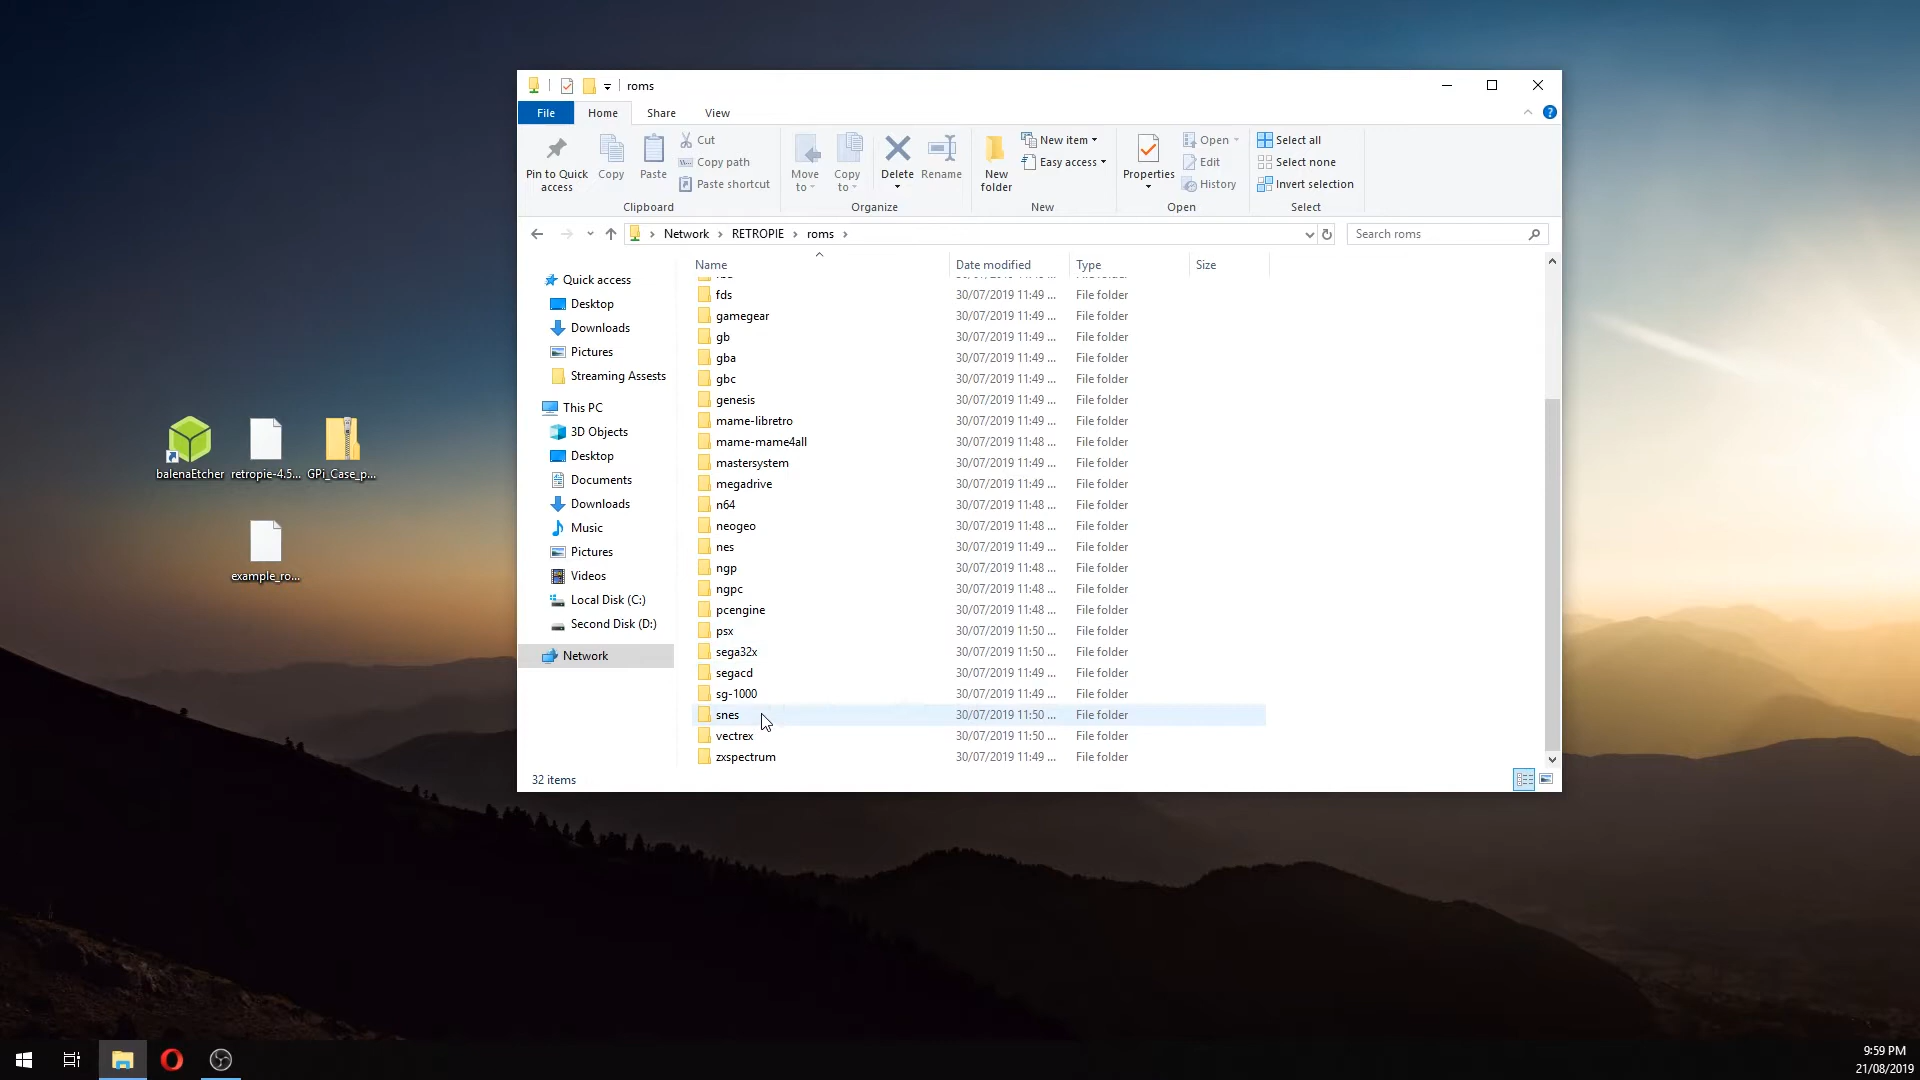 roms
File
Home
Share
View
Pin to Quick access
Copy
Paste
Cut
Copy path
Paste shortcut
Clipboard
Move to
Copy to
Delete
Rename
Organize
New folder
New item
Easy access
New
Properties
Open
Edit
History
Open
Select all
Select none
Invert selection
Select
Network > RETROPIE > roms >
Search roms
Name Date modified Type Size
Quick access
Desktop
Downloads
Pictures
Streaming Assests
This PC
3D Objects
Desktop
Documents
Downloads
Music
Pictures
Videos
Local Disk (C:)
Second Disk (D:)
Network
fds 30/07/2019 11:49 ... File folder
gamegear 30/07/2019 11:49 ... File folder
gb 30/07/2019 11:49 ... File folder
gba 30/07/2019 11:49 ... File folder
gbc 30/07/2019 11:49 ... File folder
genesis 30/07/2019 11:49 ... File folder
mame-libretro 30/07/2019 11:49 ... File folder
mame-mame4all 30/07/2019 11:48 ... File folder
mastersystem 30/07/2019 11:49 ... File folder
megadrive 30/07/2019 11:49 ... File folder
n64 30/07/2019 11:48 ... File folder
neogeo 30/07/2019 11:48 ... File folder
nes 30/07/2019 11:49 ... File folder
ngp 30/07/2019 11:48 ... File folder
ngpc 30/07/2019 11:48 ... File folder
pcengine 30/07/2019 11:48 ... File folder
psx 30/07/2019 11:50 ... File folder
sega32x 30/07/2019 11:50 ... File folder
segacd 30/07/2019 11:49 ... File folder
sg-1000 30/07/2019 11:49 ... File folder
snes 30/07/2019 11:50 ... File folder
vectrex 30/07/2019 11:50 ... File folder
zxspectrum 30/07/2019 11:49 ... File folder
32 items
balenaEtcher
retropie-4.5...
GPi_Case_p...
example_ro...
9:59 PM
21/08/2019